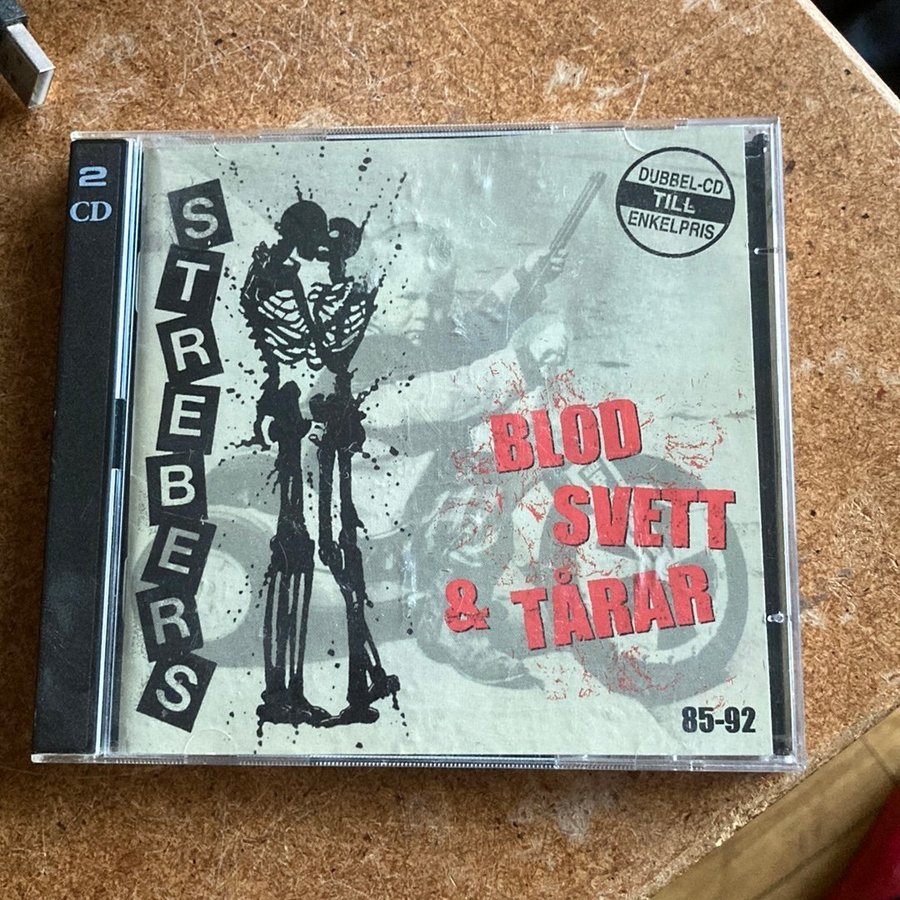 2
CD
STREBERS
DUBBEL-CD
TILL
ENKELPRIS
BLOD
SVETT
& TÅRAR
85-92